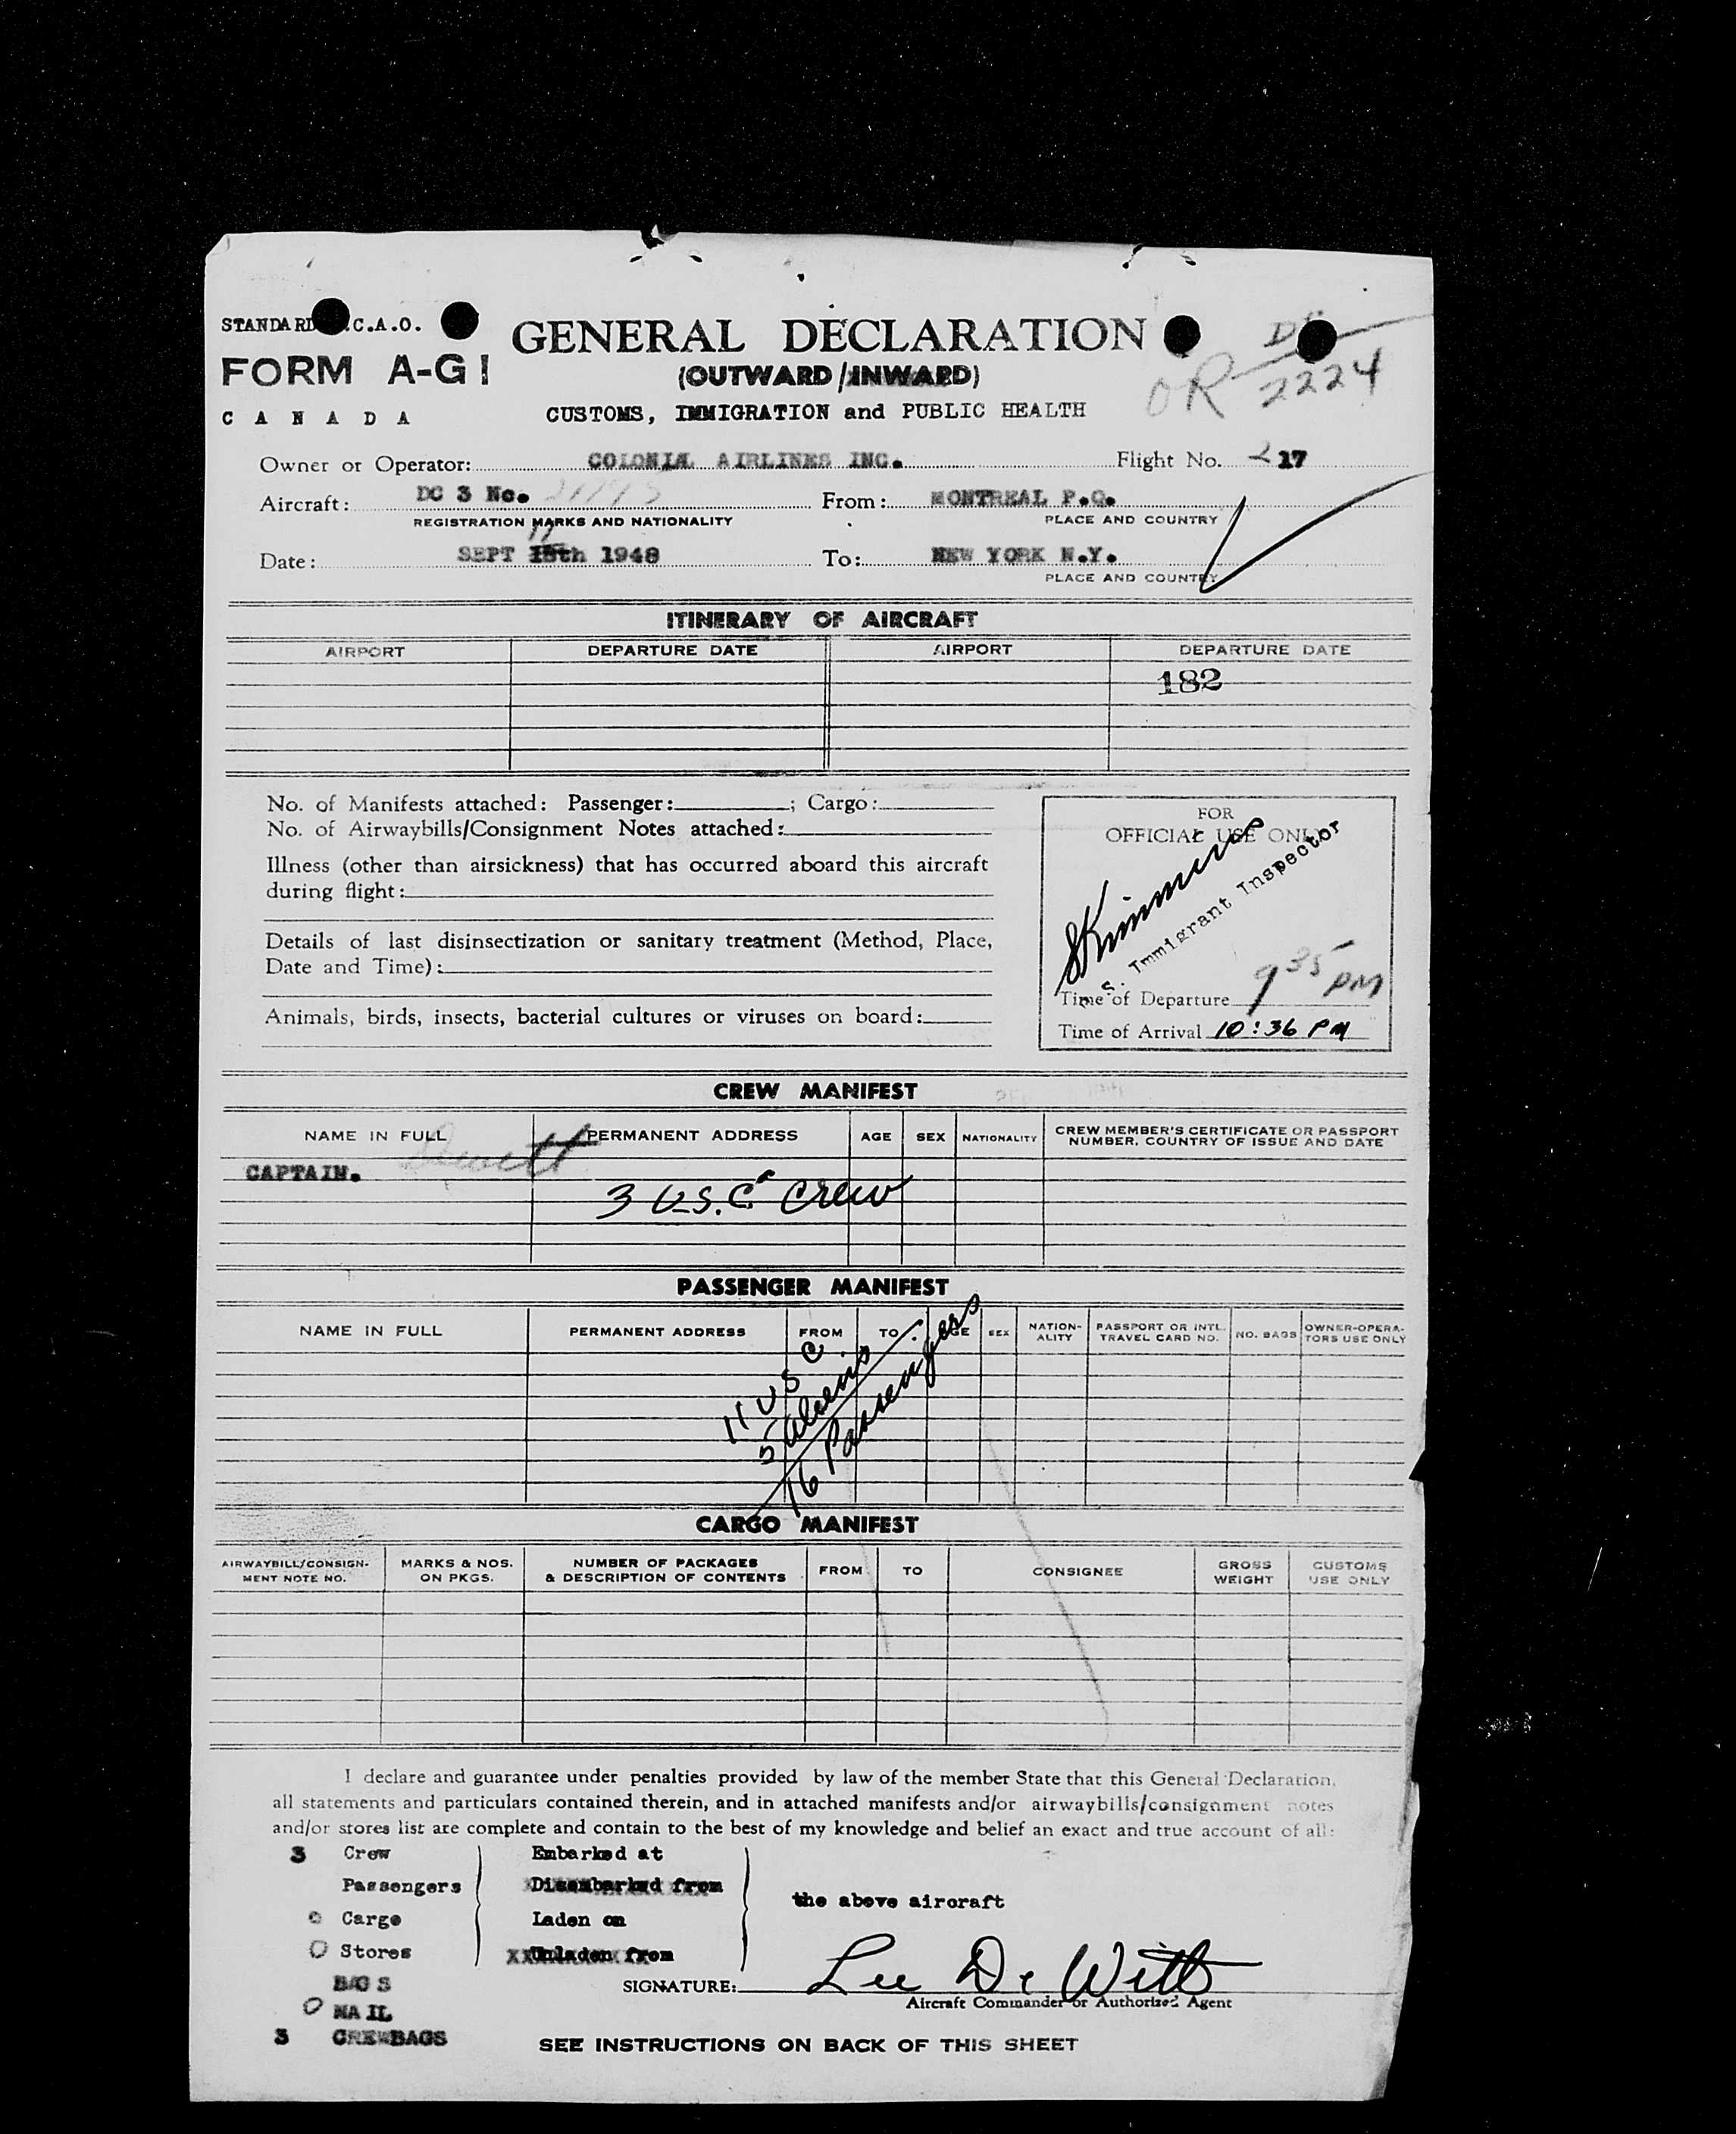 STANDARD .C.A.O.
FORM A-G1
CANADA
GENERAL DECLARATION
(OUTWARD/INWARD)
CUSTOMS, IMMIGRATION and PUBLIC HEALTH
OR 2224
Owner or Operator: COLONIAL AIRLINES INC. Flight No. 217
Aircraft: DC 3 No. From: MONTREAL P.Q.
REGISTRATION MARKS AND NATIONALITY PLACE AND COUNTRY
Date: SEPT 1948 To: NEW YORK N.Y.
PLACE AND COUNTRY
ITINERARY OF AIRCRAFT
AIRPORT DEPARTURE DATE AIRPORT DEPARTURE DATE
182
No. of Manifests attached: Passenger: ; Cargo:
No. of Airwaybills/Consignment Notes attached:
Illness (other than airsickness) that has occurred aboard this aircraft
during flight:
Details of last disinsectization or sanitary treatment (Method, Place,
Date and Time):
Animals, birds, insects, bacterial cultures or viruses on board:
FOR
OFFICIAL USE ONLY
S. Immigrant Inspector
Time of Departure 9 35 PM
Time of Arrival 10:36 PM
CREW MANIFEST
NAME IN FULL PERMANENT ADDRESS AGE SEX NATIONALITY CREW MEMBER'S CERTIFICATE OR PASSPORT
NUMBER, COUNTRY OF ISSUE AND DATE
CAPTAIN. Dewitt
3 U.S.C. Crew
PASSENGER MANIFEST
NAME IN FULL PERMANENT ADDRESS FROM TO AGE SEX NATION-
ALITY PASSPORT OR INTL.
TRAVEL CARD NO. NO. BAGS OWNER-OPERA-
TORS USE ONLY
11 U S C.
5 Aliens
16 Passengers
CARGO MANIFEST
AIRWAYBILL/CONSIGN-
MENT NOTE NO. MARKS & NOS.
ON PKGS. NUMBER OF PACKAGES
& DESCRIPTION OF CONTENTS FROM TO CONSIGNEE GROSS
WEIGHT CUSTOMS
USE ONLY
I declare and guarantee under penalties provided by law of the member State that this General Declaration,
all statements and particulars contained therein, and in attached manifests and/or airwaybills/consignment notes
and/or stores list are complete and contain to the best of my knowledge and belief an exact and true account of all:
3 Crew Embarked at
Passengers Disembarked from
the above aircraft
0 Cargo Laden on
0 Stores Unladen from
BAGS
0 MAIL
3 CREWBAGS
SIGNATURE: Lee De Witt
Aircraft Commander or Authorized Agent
SEE INSTRUCTIONS ON BACK OF THIS SHEET